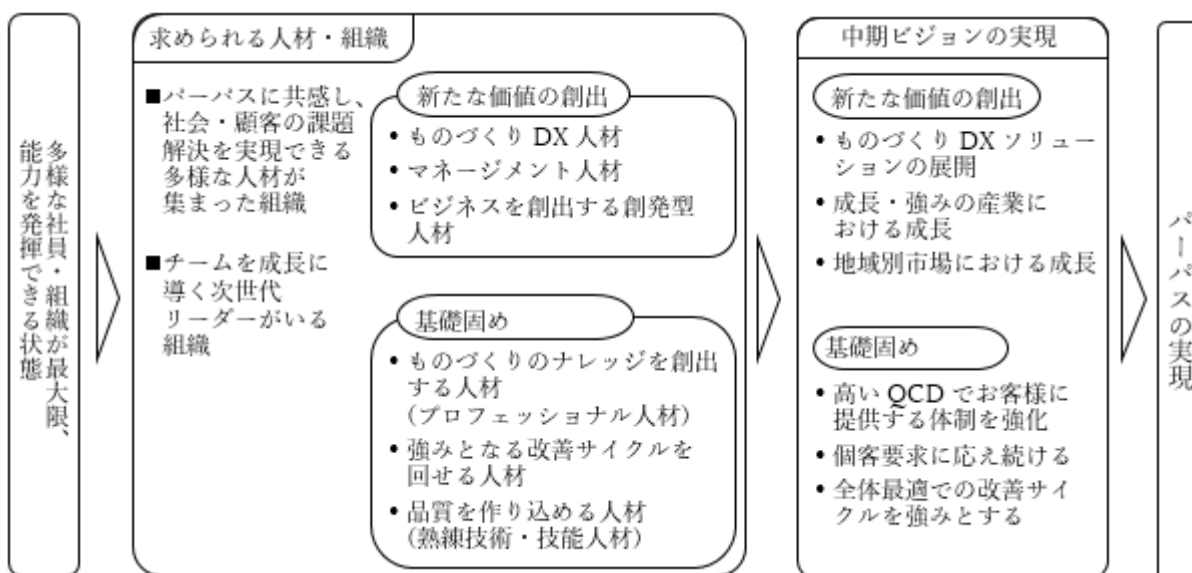 多様な社員・組織が最大限、
能力を発揮できる状態
求められる人材・組織
■パーパスに共感し、
社会・顧客の課題
解決を実現できる
多様な人材が
集まった組織
■チームを成長に
導く次世代
リーダーがいる
組織
新たな価値の創出
• ものづくり DX 人材
• マネージメント人材
• ビジネスを創出する創発型
人材
基礎固め
• ものづくりのナレッジを創出
する人材
(プロフェッショナル人材)
• 強みとなる改善サイクルを
回せる人材
• 品質を作り込める人材
(熟練技術・技能人材)
中期ビジョンの実現
新たな価値の創出
• ものづくり DX ソリュー
ションの展開
• 成長・強みの産業に
おける成長
• 地域別市場における成長
基礎固め
• 高い QCD でお客様に
提供する体制を強化
• 個客要求に応え続ける
• 全体最適での改善サイ
クルを強みとする
パーパスの実現